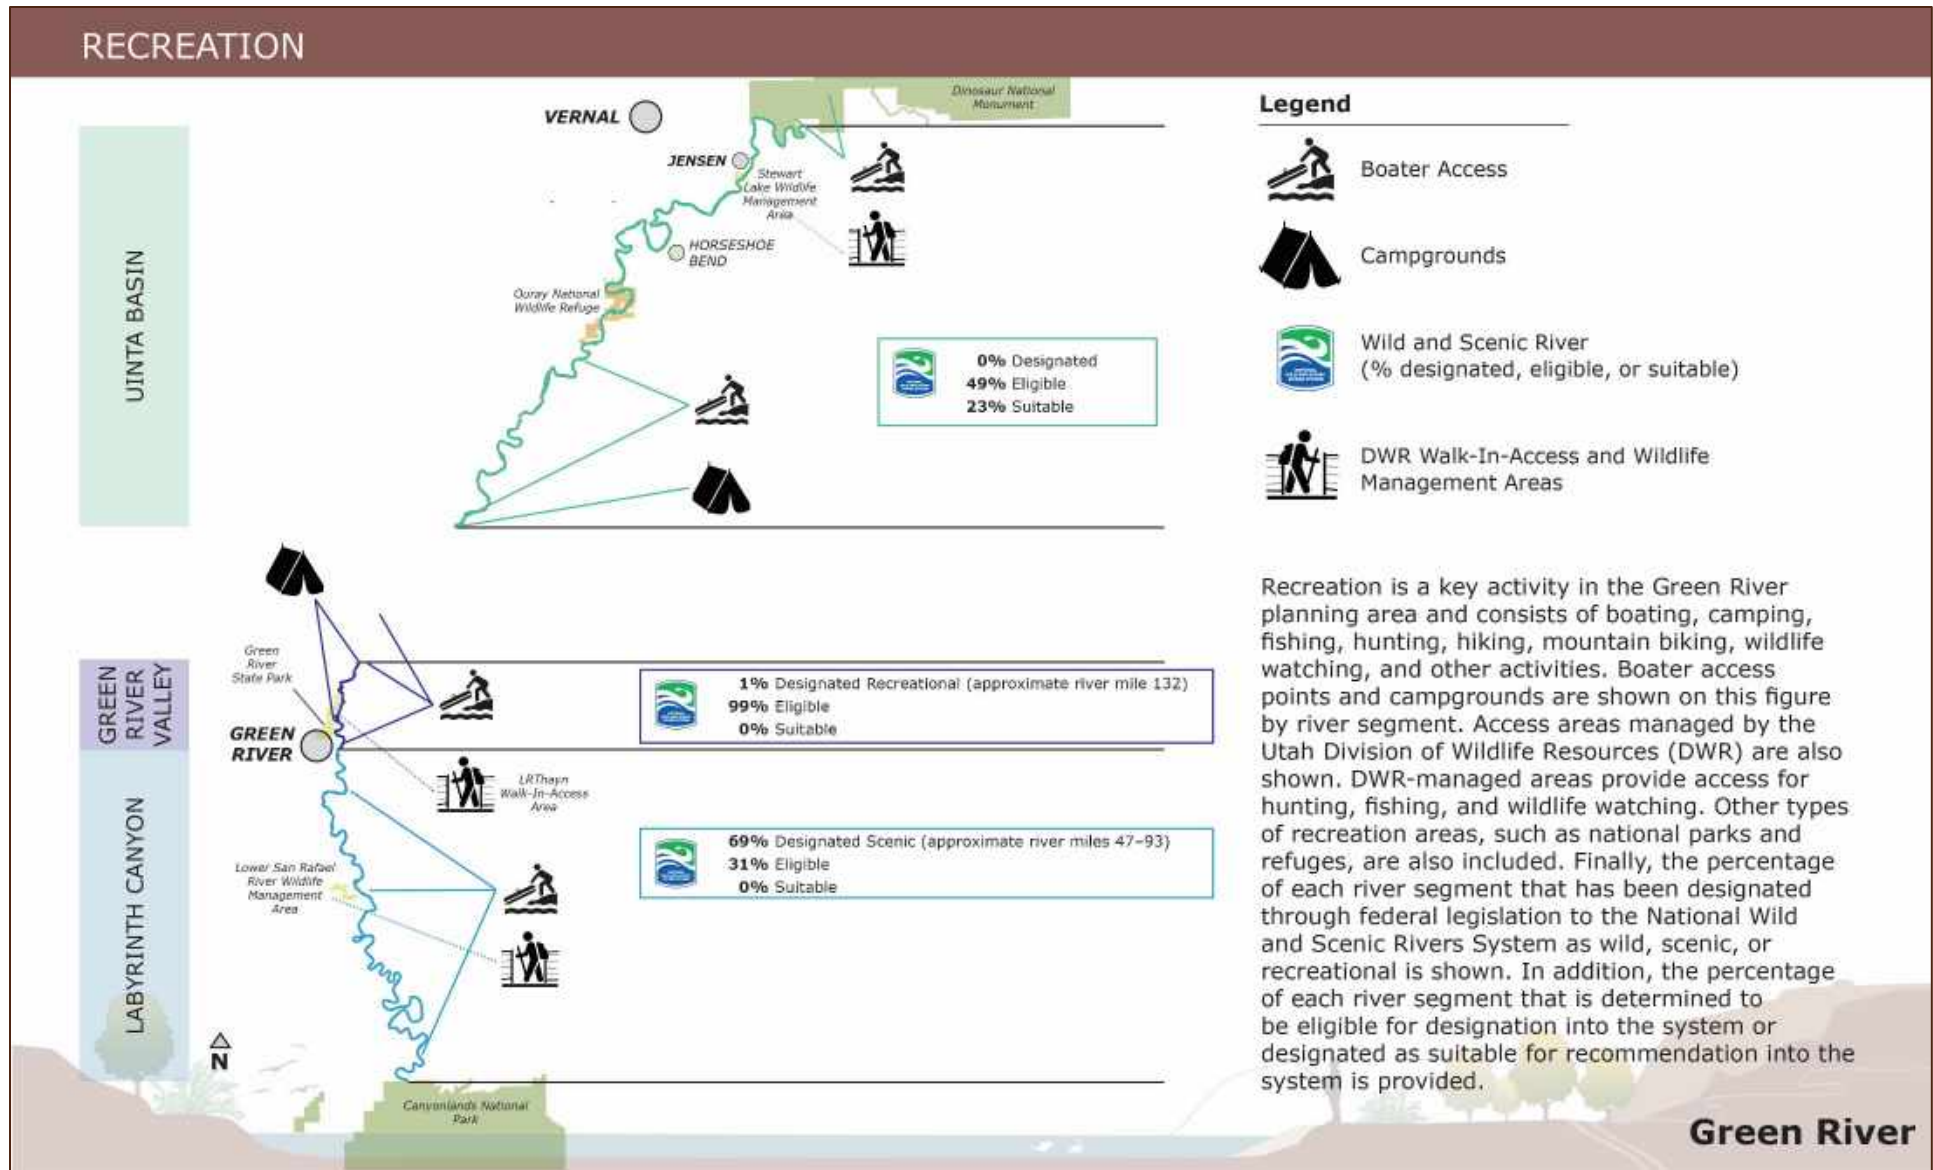 RECREATION
Dinosaur National
Monument
VERNAL
JENSEN
Stewart
Lake Wildlife
Management
Area
HORSESHOE
BEND
Ouray National
Wildlife Refuge
UINTA BASIN
0% Designated
49% Eligible
23% Suitable
Green
River
State Park
GREEN
RIVER
VALLEY
GREEN
RIVER
1% Designated Recreational (approximate river mile 132)
99% Eligible
0% Suitable
LRThayn
Walk-In-Access
Area
LABYRINTH CANYON
69% Designated Scenic (approximate river miles 47–93)
31% Eligible
0% Suitable
Lower San Rafael
River Wildlife
Management
Area
N
Canyonlands National
Park
Legend
Boater Access
Campgrounds
Wild and Scenic River
(% designated, eligible, or suitable)
DWR Walk-In-Access and Wildlife
Management Areas
Recreation is a key activity in the Green River
planning area and consists of boating, camping,
fishing, hunting, hiking, mountain biking, wildlife
watching, and other activities. Boater access
points and campgrounds are shown on this figure
by river segment. Access areas managed by the
Utah Division of Wildlife Resources (DWR) are also
shown. DWR-managed areas provide access for
hunting, fishing, and wildlife watching. Other types
of recreation areas, such as national parks and
refuges, are also included. Finally, the percentage
of each river segment that has been designated
through federal legislation to the National Wild
and Scenic Rivers System as wild, scenic, or
recreational is shown. In addition, the percentage
of each river segment that is determined to
be eligible for designation into the system or
designated as suitable for recommendation into the
system is provided.
Green River